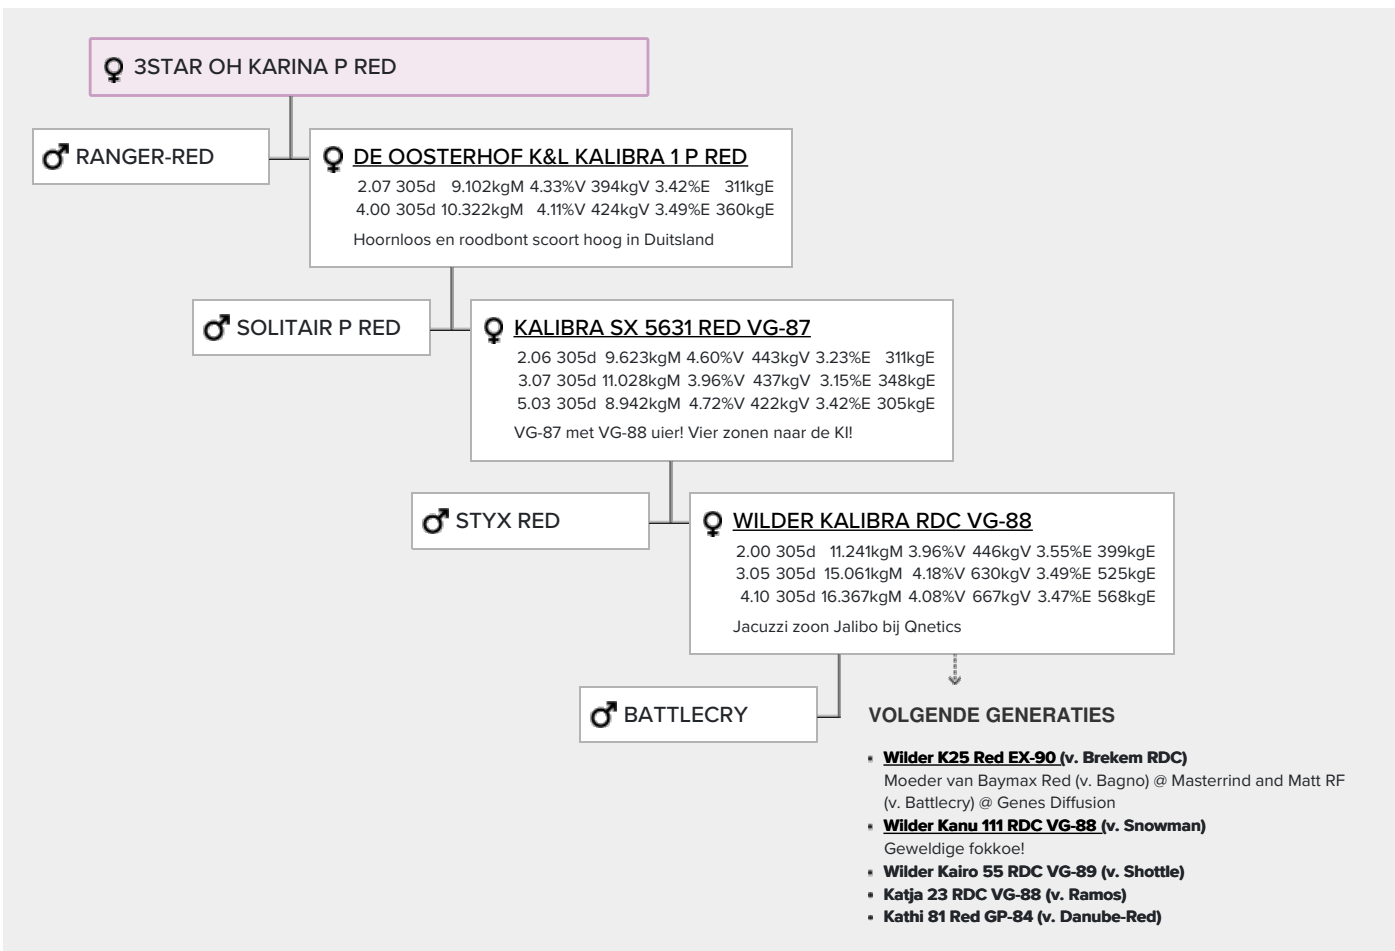 3STAR OH KARINA P RED
RANGER-RED
DE OOSTERHOF K&L KALIBRA 1 P RED
2.07 305d 9.102kgM 4.33%V 394kgV 3.42%E 311kgE
4.00 305d 10.322kgM 4.11%V 424kgV 3.49%E 360kgE
Hoornloos en roodbont scoort hoog in Duitsland
SOLITAIR P RED
KALIBRA SX 5631 RED VG-87
2.06 305d 9.623kgM 4.60%V 443kgV 3.23%E 311kgE
3.07 305d 11.028kgM 3.96%V 437kgV 3.15%E 348kgE
5.03 305d 8.942kgM 4.72%V 422kgV 3.42%E 305kgE
VG-87 met VG-88 uier! Vier zonen naar de KI!
STYX RED
WILDER KALIBRA RDC VG-88
2.00 305d 11.241kgM 3.96%V 446kgV 3.55%E 399kgE
3.05 305d 15.061kgM 4.18%V 630kgV 3.49%E 525kgE
4.10 305d 16.367kgM 4.08%V 667kgV 3.47%E 568kgE
Jacuzzi zoon Jalibo bij Qnetics
BATTLECRY
VOLGENDE GENERATIES
▪ Wilder K25 Red EX-90 (v. Brekem RDC)
Moeder van Baymax Red (v. Bagno) @ Masterrind and Matt RF
(v. Battlecry) @ Genes Diffusion
▪ Wilder Kanu 111 RDC VG-88 (v. Snowman)
Geweldige fokkoe!
▪ Wilder Kairo 55 RDC VG-89 (v. Shottle)
▪ Katja 23 RDC VG-88 (v. Ramos)
▪ Kathi 81 Red GP-84 (v. Danube-Red)